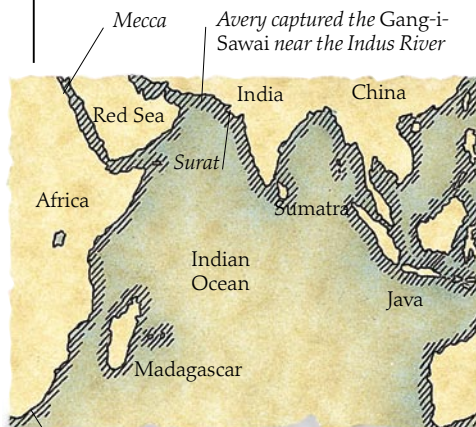 Mecca
Avery captured the Gang-i-
Sawai near the Indus River
India
China
Red Sea
Surat
Africa
Sumatra
Indian
Ocean
Java
Madagascar